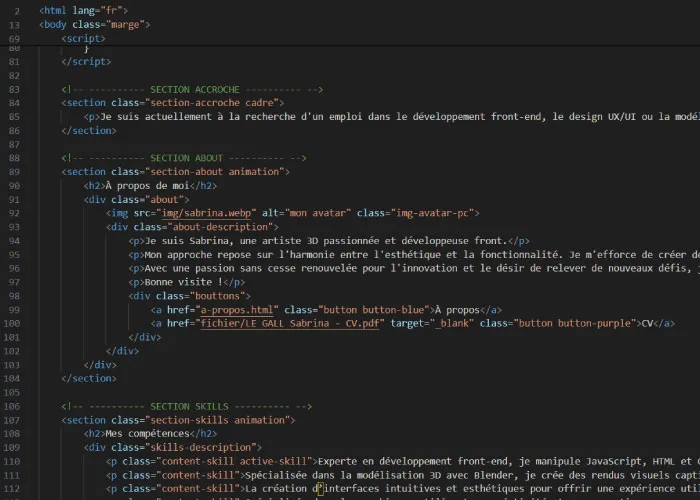 2 <html lang="fr">
13 <body class="marge">
69 <script>
80 }
81 </script>
82
83 <!-- ---------- SECTION ACCROCHE ---------- -->
84 <section class="section-accroche cadre">
85 <p>Je suis actuellement à la recherche d'un emploi dans le développement front-end, le design UX/UI ou la modé
86 </section>
87
88 <!-- ---------- SECTION ABOUT ---------- -->
89 <section class="section-about animation">
90 <h2>À propos de moi</h2>
91 <div class="about">
92 <img src="img/sabrina.webp" alt="mon avatar" class="img-avatar-pc">
93 <div class="about-description">
94 <p>Je suis Sabrina, une artiste 3D passionnée et développeuse front.</p>
95 <p>Mon approche repose sur l'harmonie entre l'esthétique et la fonctionnalité. Je m'efforce de créer de
96 <p>Avec une passion sans cesse renouvelée pour l'innovation et le désir de relever de nouveaux défis, j
97 <p>Bonne visite !</p>
98 <div class="bouttons">
99 <a href="a-propos.html" class="button button-blue">À propos</a>
100 <a href="fichier/LE GALL Sabrina - CV.pdf" target="_blank" class="button button-purple">CV</a>
101 </div>
102 </div>
103 </div>
104 </section>
105
106 <!-- ---------- SECTION SKILLS ---------- -->
107 <section class="section-skills animation">
108 <h2>Mes compétences</h2>
109 <div class="skills-description">
110 <p class="content-skill active-skill">Experte en développement front-end, je manipule JavaScript, HTML et C
111 <p class="content-skill">Spécialisée dans la modélisation 3D avec Blender, je crée des rendus visuels capti
112 <p class="content-skill">La création d’interfaces intuitives et esthétiques pour offrir une expérience util